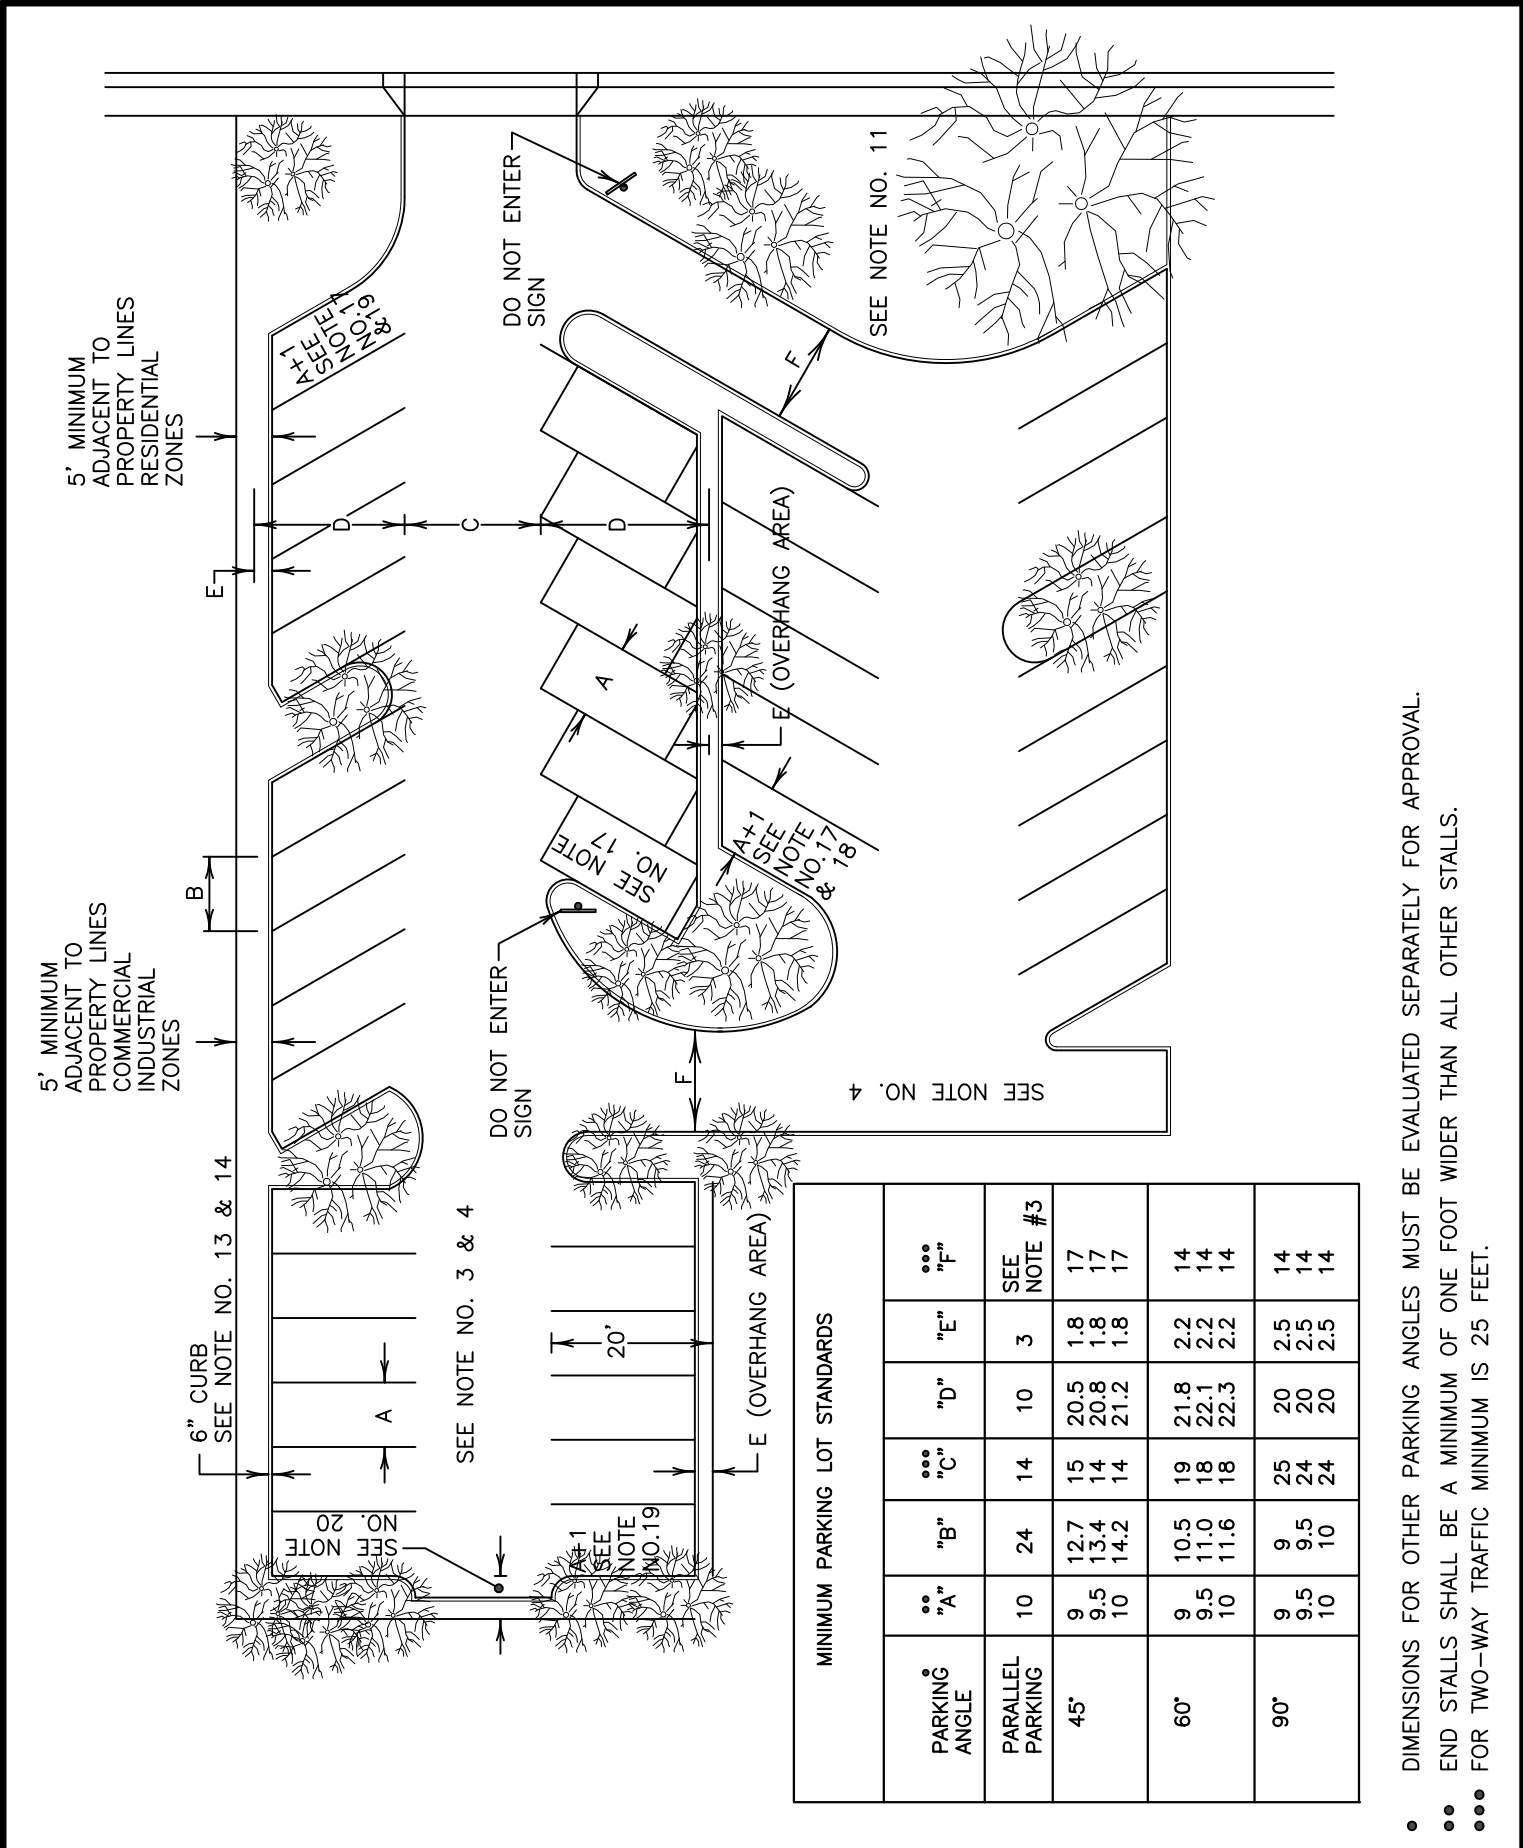 5' MINIMUM
ADJACENT TO
PROPERTY LINES
COMMERCIAL
INDUSTRIAL
ZONES
5' MINIMUM
ADJACENT TO
PROPERTY LINES
RESIDENTIAL
ZONES
6" CURB
SEE NOTE NO. 13 & 14
B
E
A+1
SEE
NOTE
NO.17
&19
D
C
D
SEE NOTE
NO. 20
A
SEE NOTE NO. 3 & 4
20'
A+1
SEE
NOTE
NO.19
E (OVERHANG AREA)
DO NOT ENTER
SIGN
DO NOT ENTER
SIGN
SEE NOTE
NO. 17
A
F
E (OVERHANG AREA)
A+1
SEE
NOTE
NO.17
& 18
F
SEE NOTE NO. 11
SEE NOTE NO. 4
MINIMUM PARKING LOT STANDARDS
PARKING• ANGLE •• "A" "B" ••• "C" "D" "E" ••• "F"
PARALLEL PARKING 10 24 14 10 3 SEE NOTE #3
45° 9 12.7 15 20.5 1.8 17
9.5 13.4 14 20.8 1.8 17
10 14.2 14 21.2 1.8 17
60° 9 10.5 19 21.8 2.2 14
9.5 11.0 18 22.1 2.2 14
10 11.6 18 22.3 2.2 14
90° 9 9 25 20 2.5 14
9.5 9.5 24 20 2.5 14
10 10 24 20 2.5 14
• DIMENSIONS FOR OTHER PARKING ANGLES MUST BE EVALUATED SEPARATELY FOR APPROVAL.
•• END STALLS SHALL BE A MINIMUM OF ONE FOOT WIDER THAN ALL OTHER STALLS.
••• FOR TWO-WAY TRAFFIC MINIMUM IS 25 FEET.